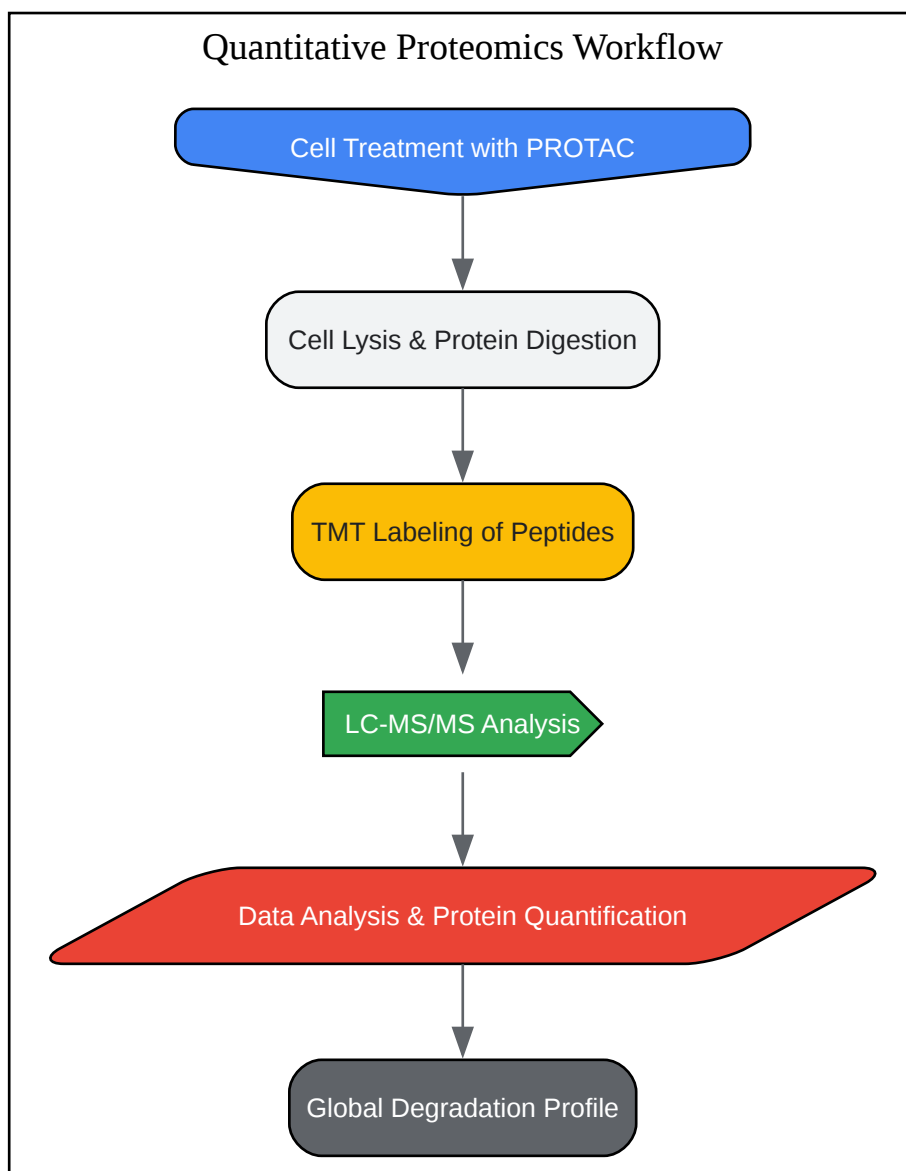 Quantitative Proteomics Workflow
Cell Treatment with PROTAC
Cell Lysis & Protein Digestion
TMT Labeling of Peptides
LC-MS/MS Analysis
Data Analysis & Protein Quantification
Global Degradation Profile